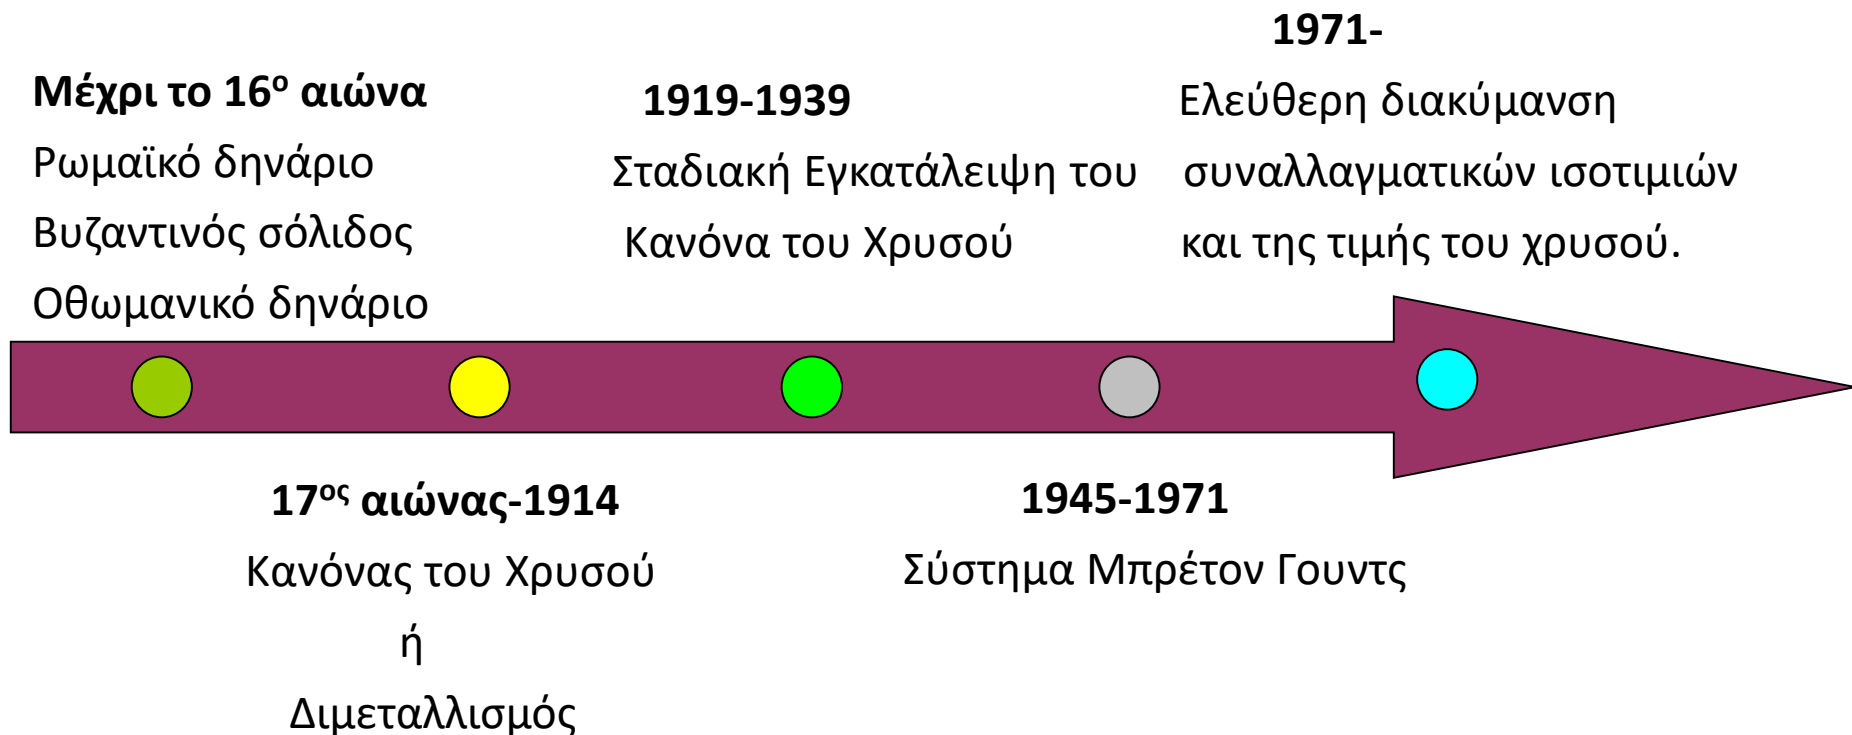 Μέχρι το 16ο αιώνα
Ρωμαϊκό δηνάριο
Βυζαντινός σόλιδος
Οθωμανικό δηνάριο
17ος αιώνας-1914
Κανόνας του Χρυσού
ή
Διμεταλλισμός
1919-1939
Σταδιακή Εγκατάλειψη του
Κανόνα του Χρυσού
1945-1971
Σύστημα Μπρέτον Γουντς
1971-
Ελεύθερη διακύμανση
συναλλαγματικών ισοτιμιών
και της τιμής του χρυσού.